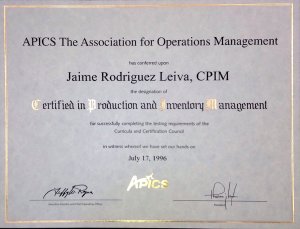 APICS The Association for Operations Management
has conferred upon
Jaime Rodriguez Leiva, CPIM
the designation of
Certified in Production and Inventory Management
for successfully completing the testing requirements of the
Curricula and Certification Council
in witness whereof we have set our hands on
July 17, 1996
APICS
President